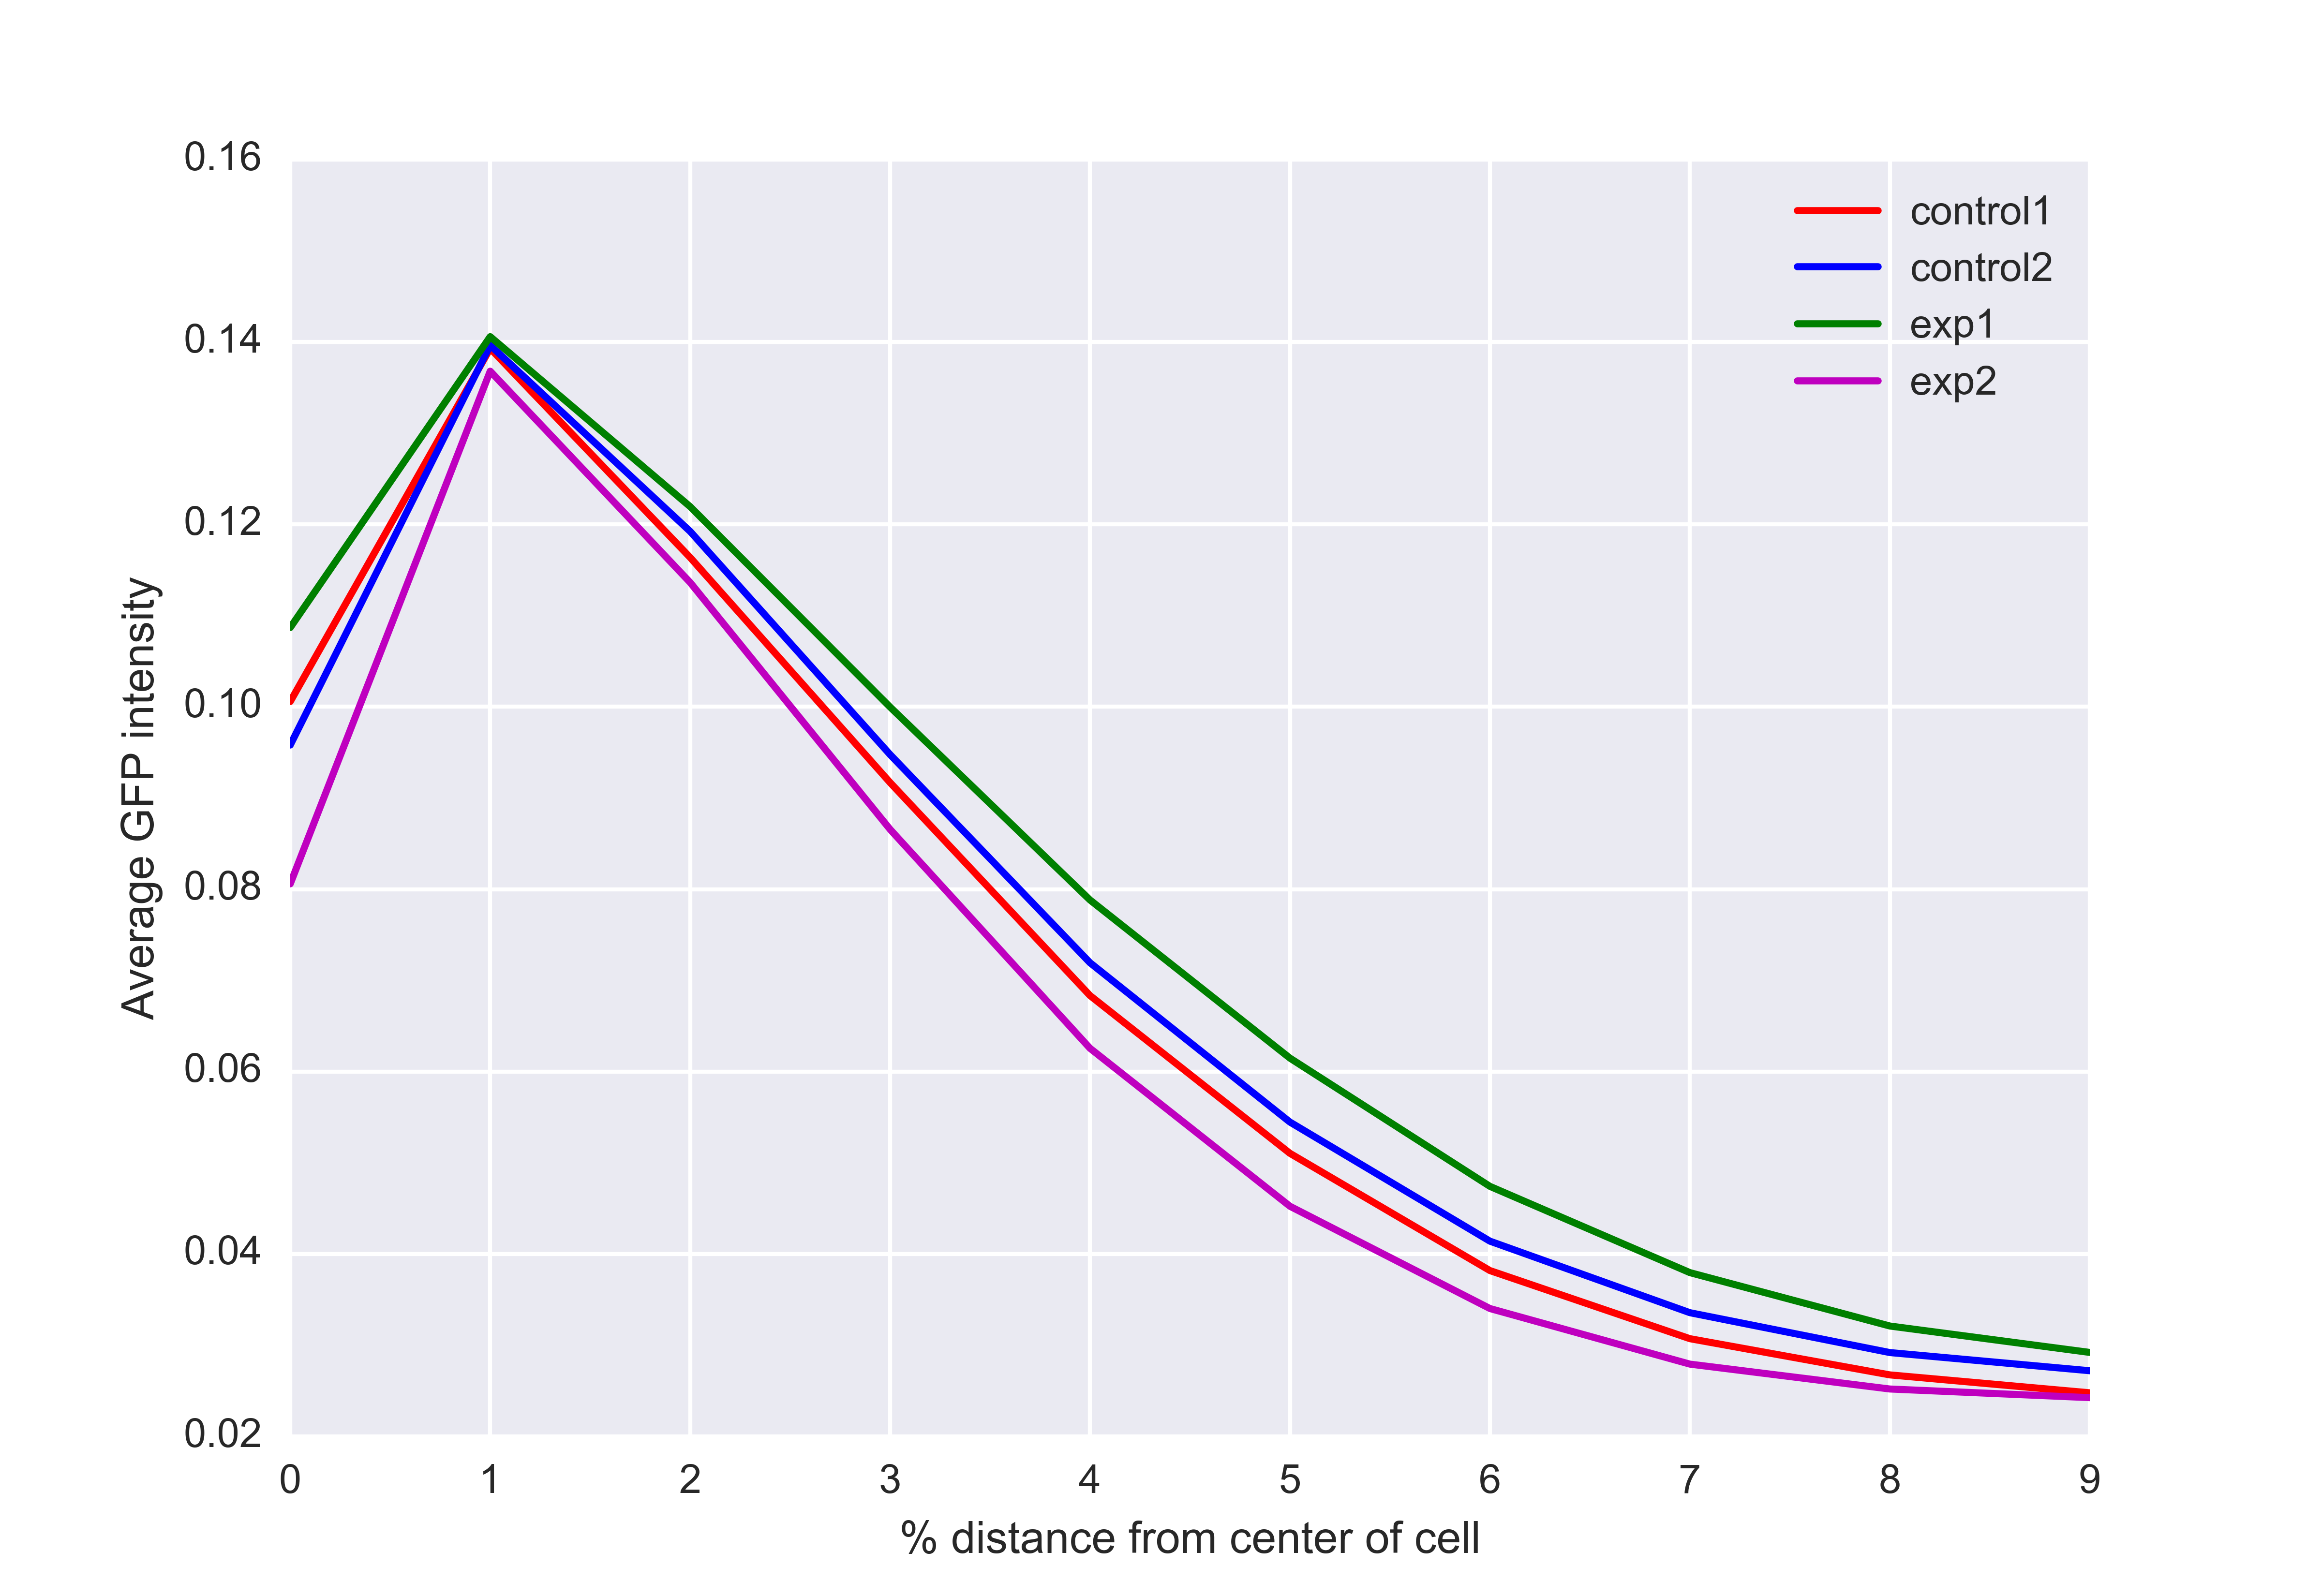 0.16
0.14
0.12
0.10
0.08
0.06
0.04
0.02
Average GFP intensity
control1
control2
exp1
exp2
0 1 2 3 4 5 6 7 8 9
% distance from center of cell